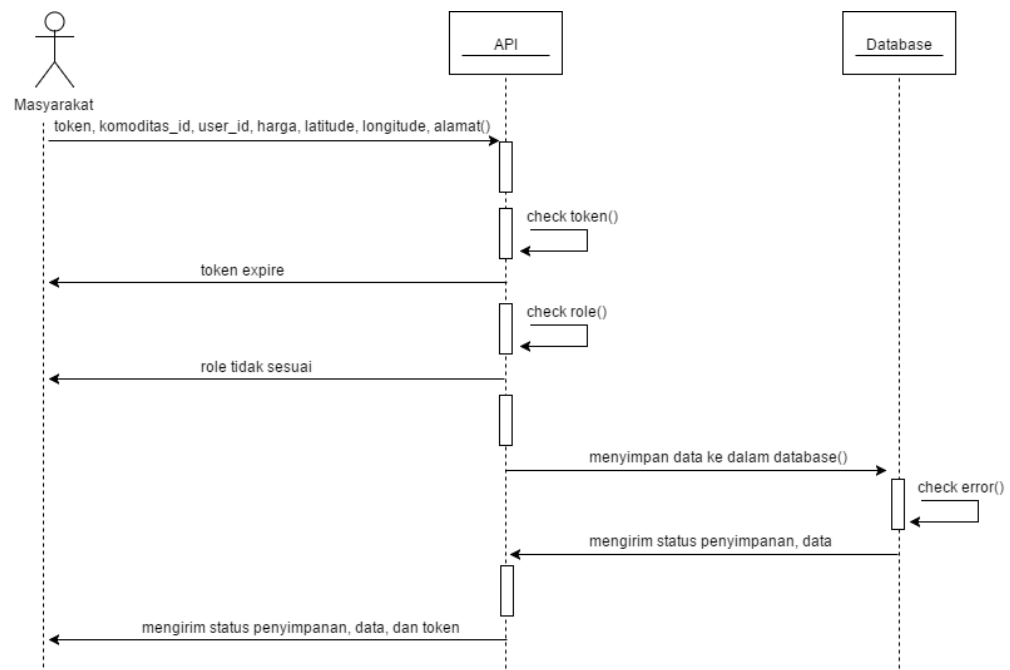 API
Database
Masyarakat
token, komoditas_id, user_id, harga, latitude, longitude, alamat()
check token()
token expire
check role()
role tidak sesuai
menyimpan data ke dalam database()
check error()
mengirim status penyimpanan, data
mengirim status penyimpanan, data, dan token